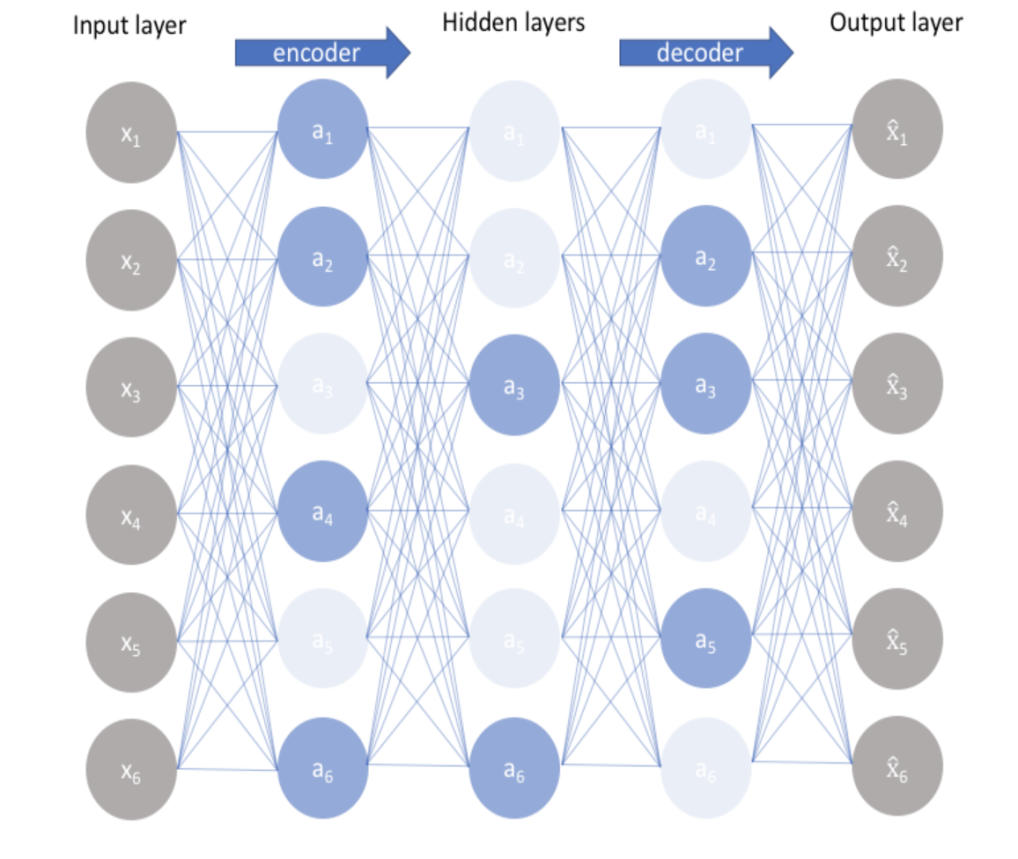 Input layer
Hidden layers
Output layer
encoder
decoder
x₁ a₁ a₁ a₁ x̂₁
x₂ a₂ a₂ a₂ x̂₂
x₃ a₃ a₃ a₃ x̂₃
x₄ a₄ a₄ a₄ x̂₄
x₅ a₅ a₅ a₅ x̂₅
x₆ a₆ a₆ a₆ x̂₆